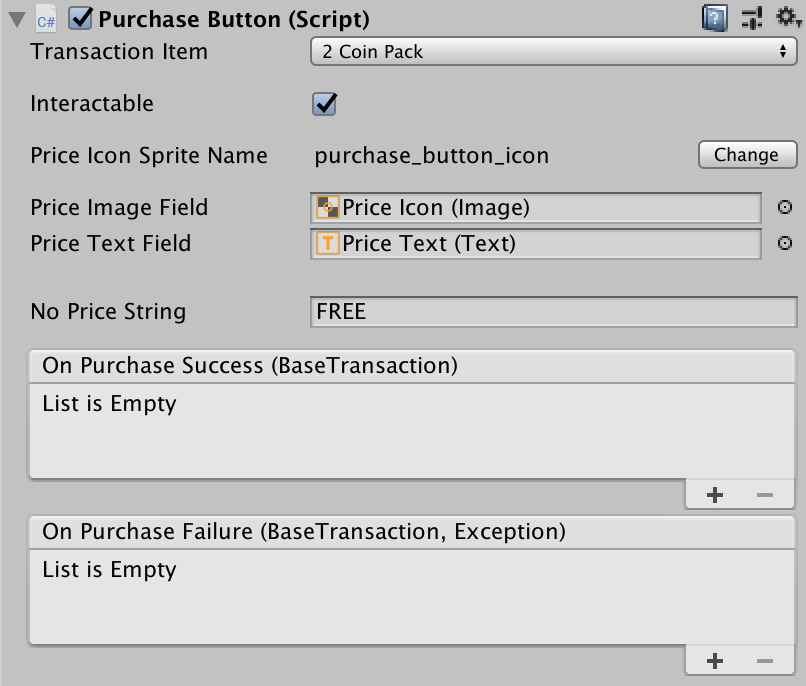 C# Purchase Button (Script)
Transaction Item 2 Coin Pack
Interactable
Price Icon Sprite Name purchase_button_icon Change
Price Image Field Price Icon (Image)
Price Text Field T Price Text (Text)
No Price String FREE
On Purchase Success (BaseTransaction)
List is Empty
On Purchase Failure (BaseTransaction, Exception)
List is Empty